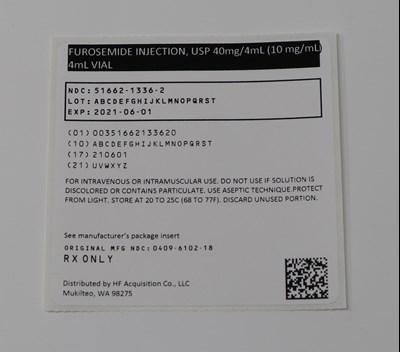 FUROSEMIDE INJECTION, USP 40mg/4mL (10 mg/mL)
4mL VIAL
NDC: 51662-1336-2
LOT: ABCDEFGHIJKLMNOPQRST
EXP: 2021-06-01
(01) 00351662133620
(10) ABCDEFGHIJKLMNOPQRST
(17) 210601
(21) UVWXYZ
FOR INTRAVENOUS OR INTRAMUSCULAR USE. DO NOT USE IF SOLUTION IS
DISCOLORED OR CONTAINS PARTICULATE. USE ASEPTIC TECHNIQUE.PROTECT
FROM LIGHT. STORE AT 20 TO 25C (68 TO 77F). DISCARD UNUSED PORTION.
See manufacturer's package insert
ORIGINAL MFG NDC: 0409-6102-18
RX ONLY
Distributed by HF Acquisition Co., LLC
Mukilteo, WA 98275